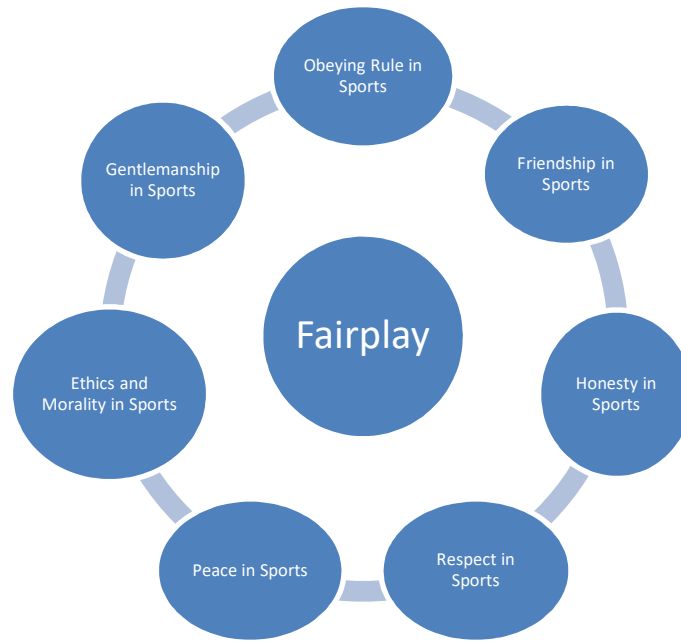 Obeying Rule in
Sports
Friendship in
Sports
Honesty in
Sports
Respect in
Sports
Peace in Sports
Ethics and
Morality in Sports
Gentlemanship
in Sports
Fairplay